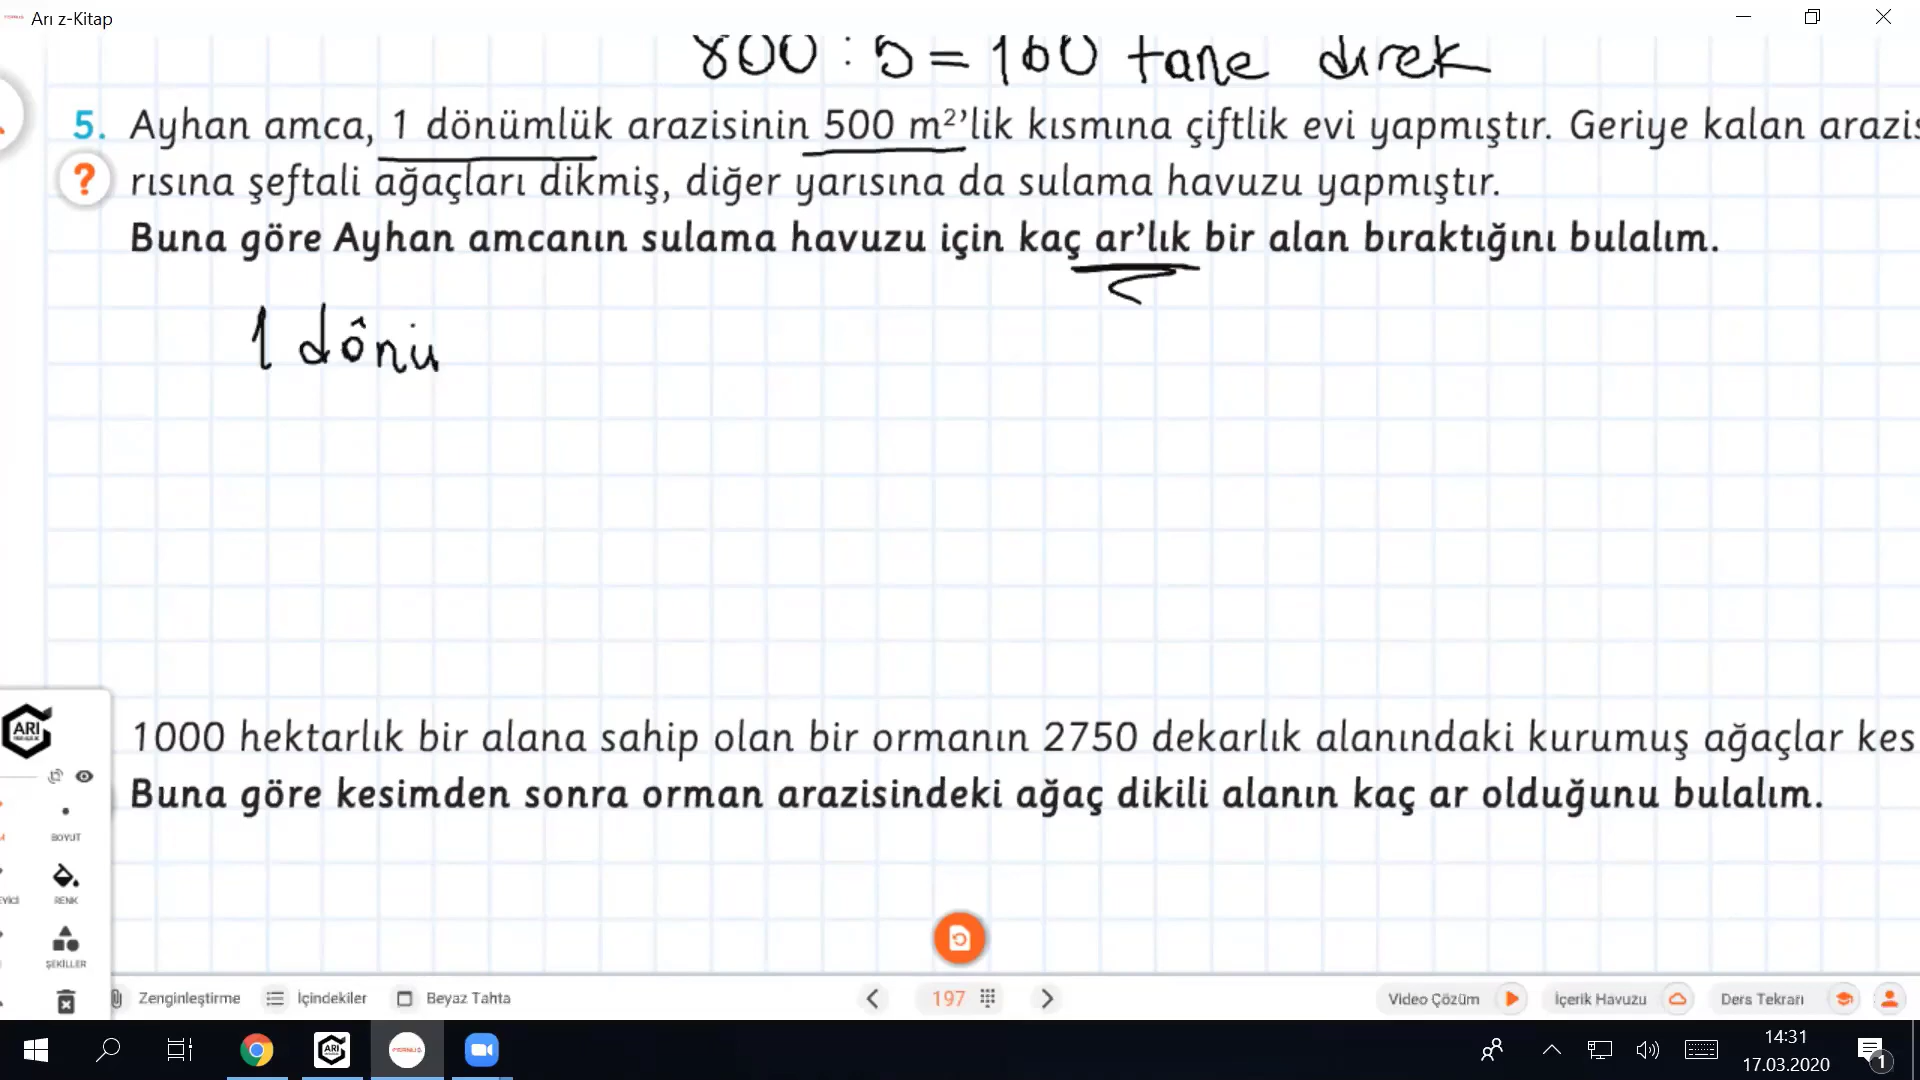 Arı z-Kitap
800 : 5 = 160 tane direk
5. Ayhan amca, 1 dönümlük arazisinin 500 m²’lik kısmına çiftlik evi yapmıştır. Geriye kalan arazis
? rısına şeftali ağaçları dikmiş, diğer yarısına da sulama havuzu yapmıştır.
Buna göre Ayhan amcanın sulama havuzu için kaç ar’lık bir alan bıraktığını bulalım.
1 dönü
ARI
1000 hektarlık bir alana sahip olan bir ormanın 2750 dekarlık alanındaki kurumuş ağaçlar kes
Buna göre kesimden sonra orman arazisindeki ağaç dikili alanın kaç ar olduğunu bulalım.
BOYUT
RENK
ŞEKİLLER
Zenginleştirme İçindekiler Beyaz Tahta 197 Video Çözüm İçerik Havuzu Ders Tekrarı
ARI
14:31
17.03.2020
1